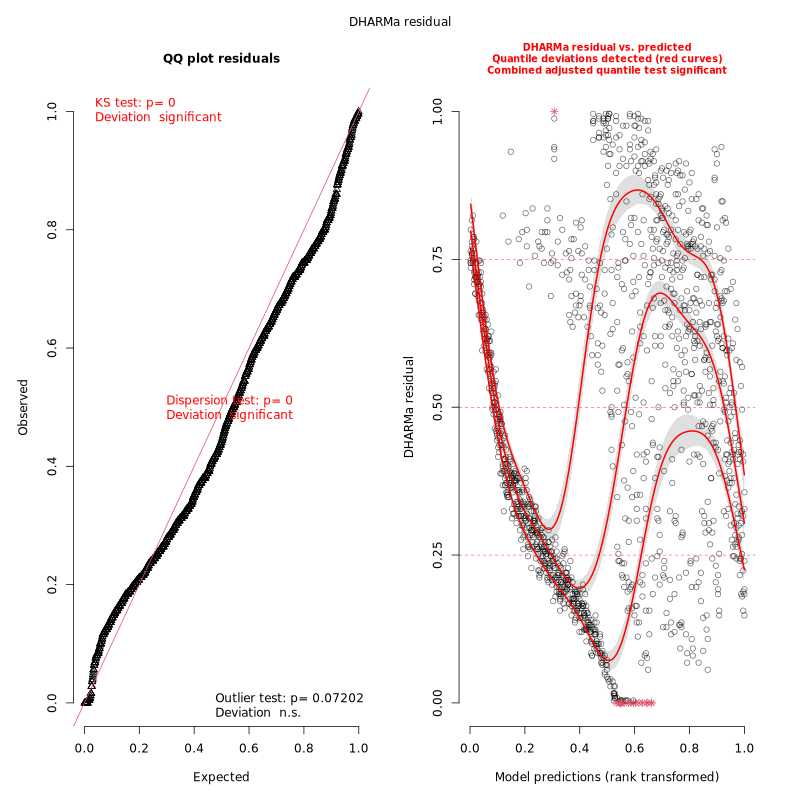 DHARMa residual
QQ plot residuals
KS test: p= 0
Deviation significant
Dispersion test: p= 0
Deviation significant
Outlier test: p= 0.07202
Deviation n.s.
Observed
0.0
0.2
0.4
0.6
0.8
1.0
0.0
0.2
0.4
0.6
0.8
1.0
Expected
DHARMa residual vs. predicted
Quantile deviations detected (red curves)
Combined adjusted quantile test significant
DHARMa residual
0.00
0.25
0.50
0.75
1.00
0.0
0.2
0.4
0.6
0.8
1.0
Model predictions (rank transformed)